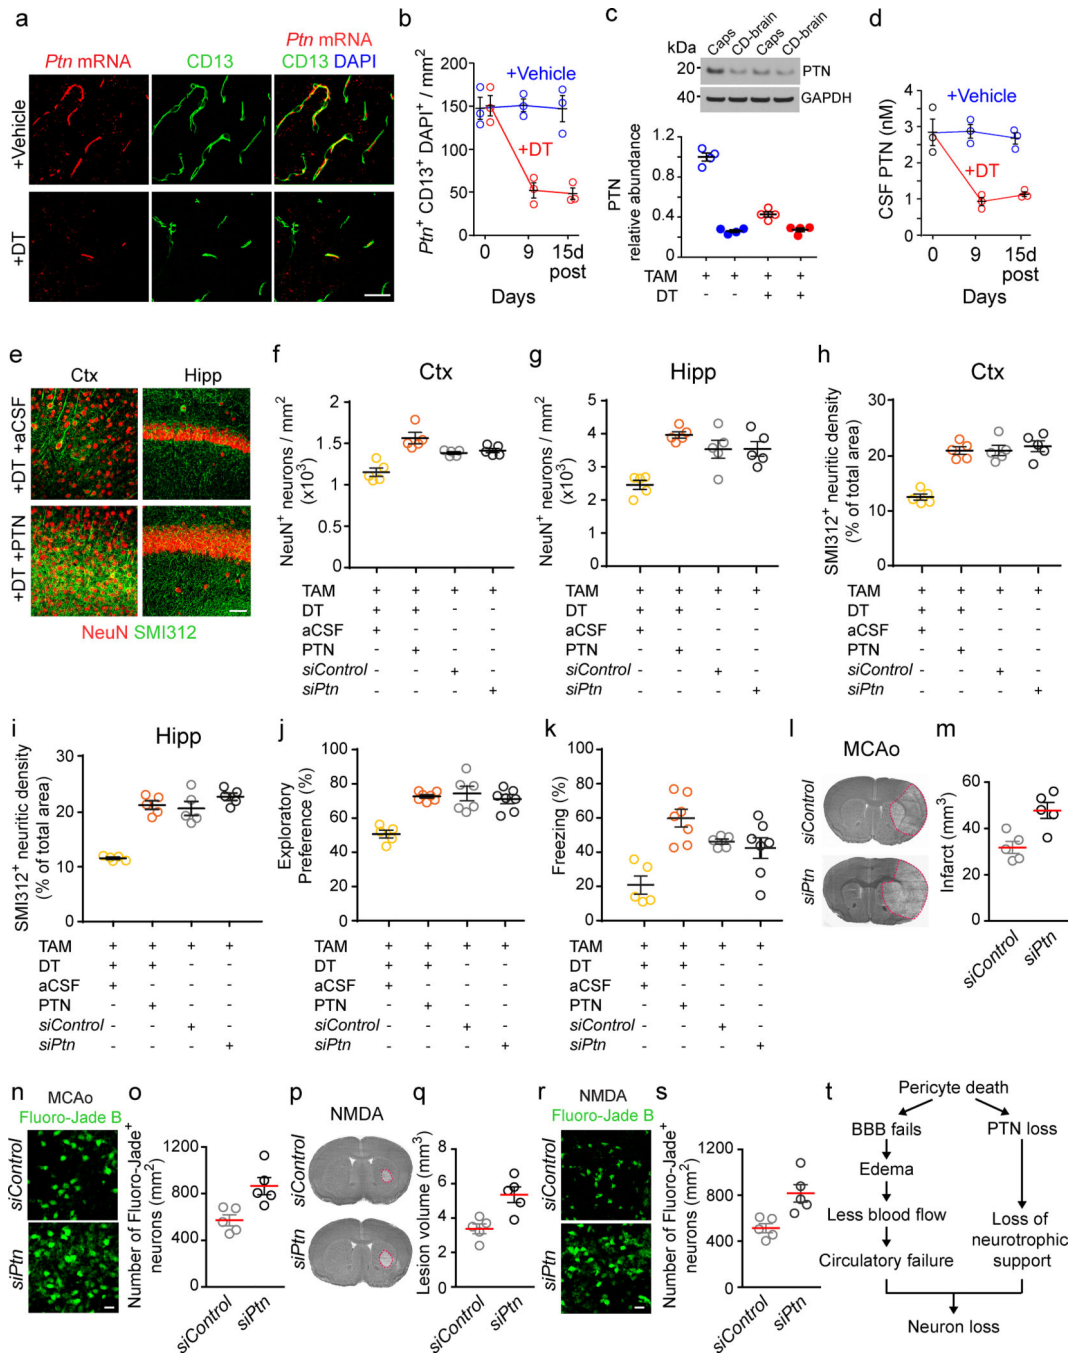 a
Ptn mRNA
CD13
Ptn mRNA
CD13 DAPI
+Vehicle
+DT
b
Ptn+ CD13+ DAPI+ / mm2
200
150
100
50
0
+Vehicle
+DT
0 9 15d
post
Days
c
kDa
Caps
CD-brain
Caps
CD-brain
20
PTN
40
GAPDH
PTN
relative abundance
1.2
0.8
0.4
0
TAM + + + +
DT - - + +
d
CSF PTN (nM)
4
3
2
1
0
+Vehicle
+DT
0 9 15d
post
Days
e
Ctx Hipp
+DT +aCSF
+DT +PTN
NeuN SMI312
f
Ctx
NeuN+ neurons / mm2
(x103)
2
1.5
1
0.5
0
TAM + + + +
DT + + - -
aCSF + - - -
PTN - + - -
siControl - - + -
siPtn - - - +
g
Hipp
NeuN+ neurons / mm2
(x103)
6
4
2
0
TAM + + + +
DT + + - -
aCSF + - - -
PTN - + - -
siControl - - + -
siPtn - - - +
h
Ctx
SMI312+ neuritic density
(% of total area)
30
20
10
0
TAM + + + +
DT + + - -
aCSF + - - -
PTN - + - -
siControl - - + -
siPtn - - - +
i
Hipp
SMI312+ neuritic density
(% of total area)
30
20
10
0
TAM + + + +
DT + + - -
aCSF + - - -
PTN - + - -
siControl - - + -
siPtn - - - +
j
Exploratory
Preference (%)
100
80
60
40
20
0
TAM + + + +
DT + + - -
aCSF + - - -
PTN - + - -
siControl - - + -
siPtn - - - +
k
Freezing (%)
100
80
60
40
20
0
TAM + + + +
DT + + - -
aCSF + - - -
PTN - + - -
siControl - - + -
siPtn - - - +
l
MCAo
siControl
siPtn
m
Infarct (mm3)
60
40
20
0
siControl
siPtn
n
MCAo
Fluoro-Jade B
siControl
siPtn
o
Number of Fluoro-Jade+
neurons (mm2)
1200
800
400
0
siControl
siPtn
p
NMDA
siControl
siPtn
q
Lesion volume (mm3)
8
6
4
2
0
siControl
siPtn
r
NMDA
Fluoro-Jade B
siControl
siPtn
s
Number of Fluoro-Jade+
neurons (mm2)
1200
800
400
0
siControl
siPtn
t
Pericyte death
BBB fails PTN loss
Edema
Less blood flow
Circulatory failure
Loss of
neurotrophic
support
Neuron loss